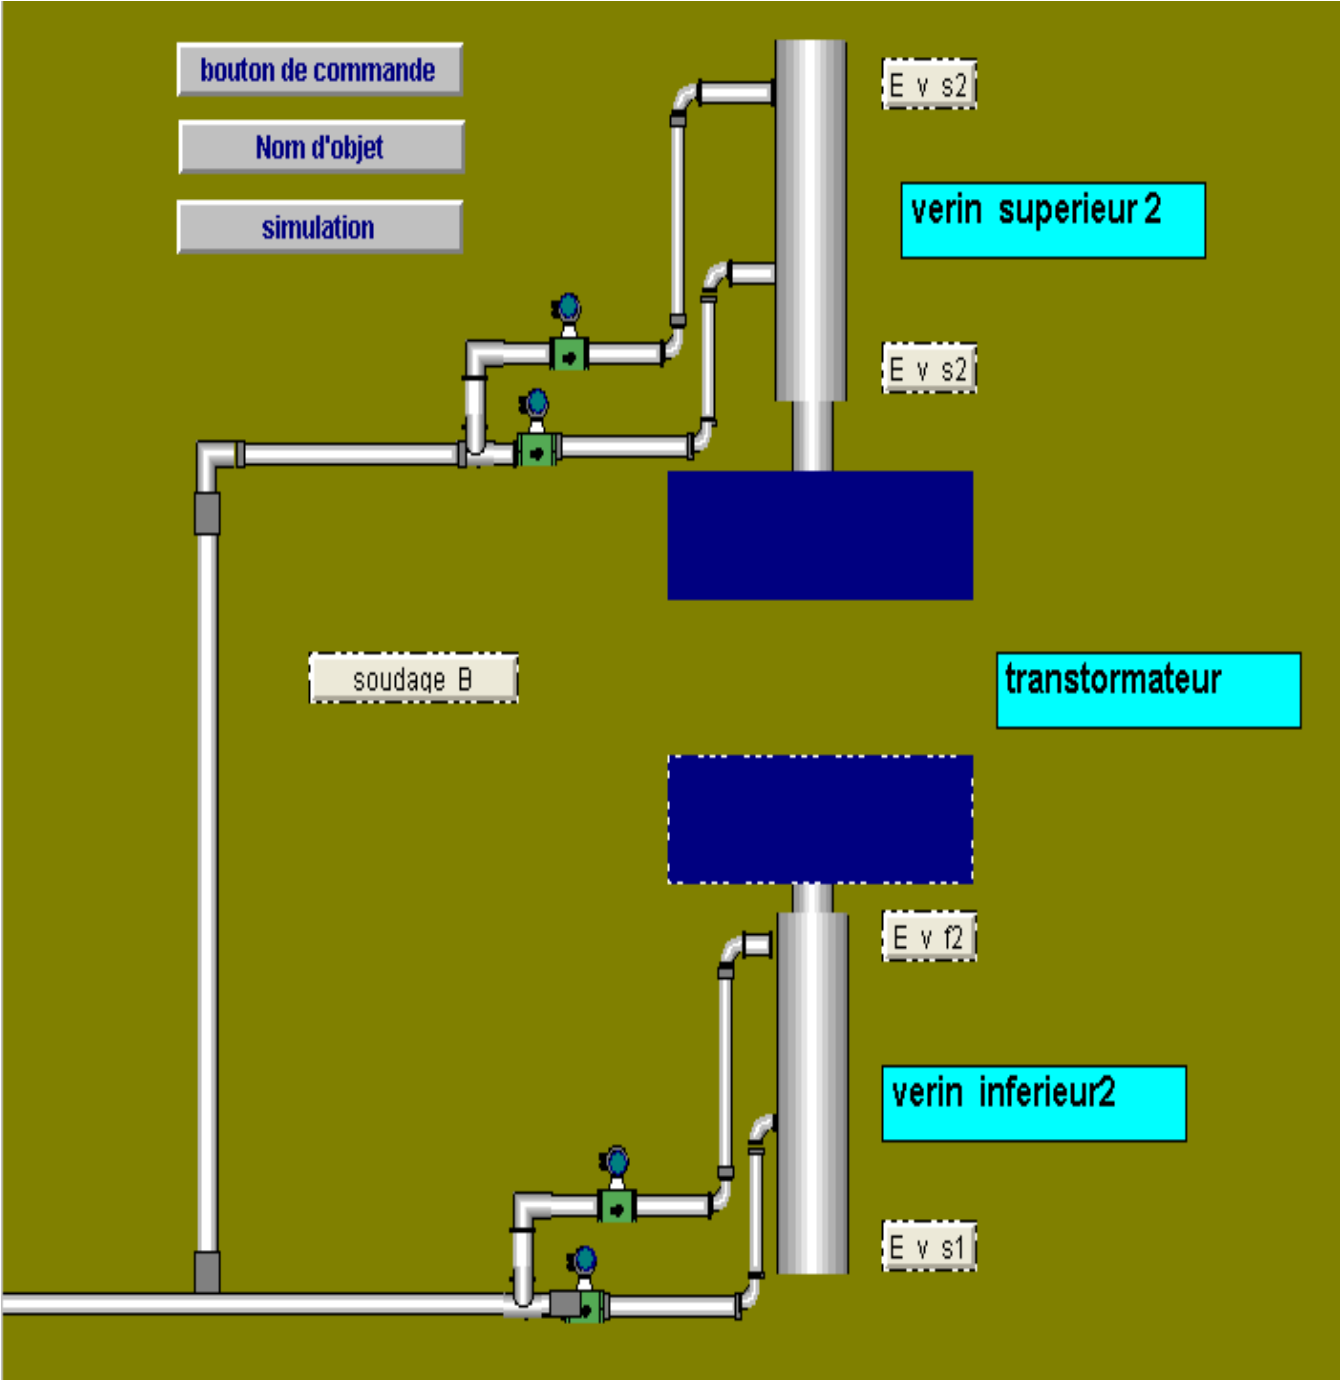 bouton de commande
E v s2
Nom d'objet
verin superieur 2
simulation
E v s2
soudage B
transtormateur
E v f2
verin inferieur2
E v s1